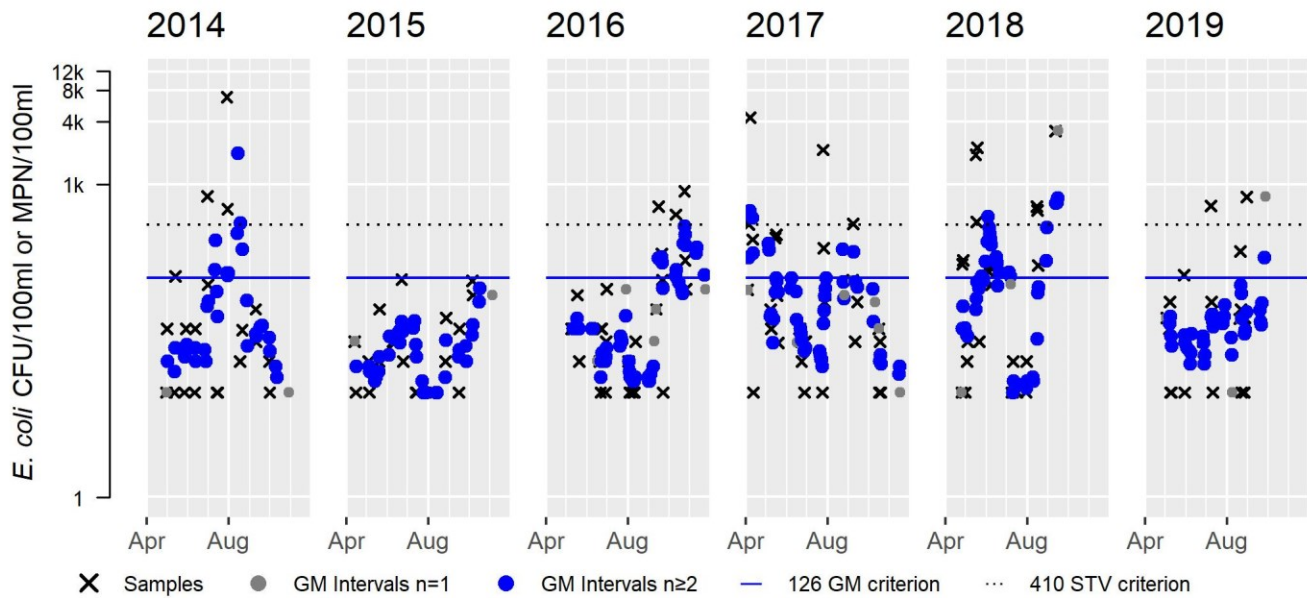 2014 2015 2016 2017 2018 2019
E. coli CFU/100ml or MPN/100ml
12k
8k
4k
1k
1
Apr Aug Apr Aug Apr Aug Apr Aug Apr Aug Apr Aug
Samples GM Intervals n=1 GM Intervals n≥2 126 GM criterion 410 STV criterion